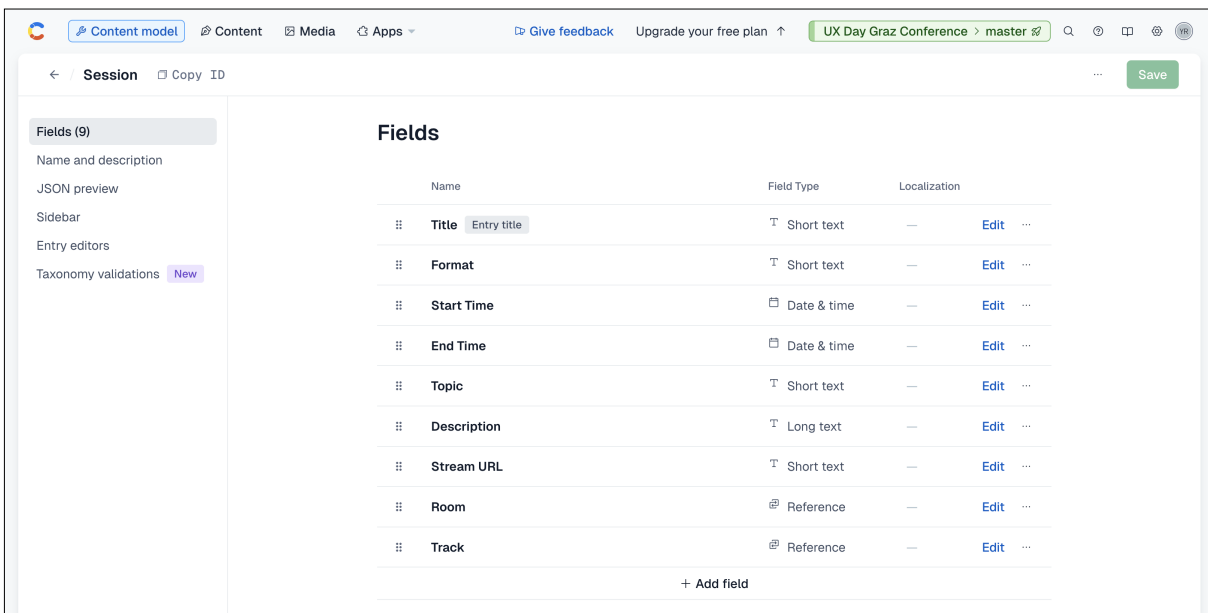 Content model Content Media Apps Give feedback Upgrade your free plan ↑ UX Day Graz Conference > master YR
← / Session Copy ID ... Save
Fields (9)
Name and description
JSON preview
Sidebar
Entry editors
Taxonomy validations New
Fields
Name Field Type Localization
Title Entry title Short text — Edit ...
Format Short text — Edit ...
Start Time Date & time — Edit ...
End Time Date & time — Edit ...
Topic Short text — Edit ...
Description Long text — Edit ...
Stream URL Short text — Edit ...
Room Reference — Edit ...
Track Reference — Edit ...
+ Add field